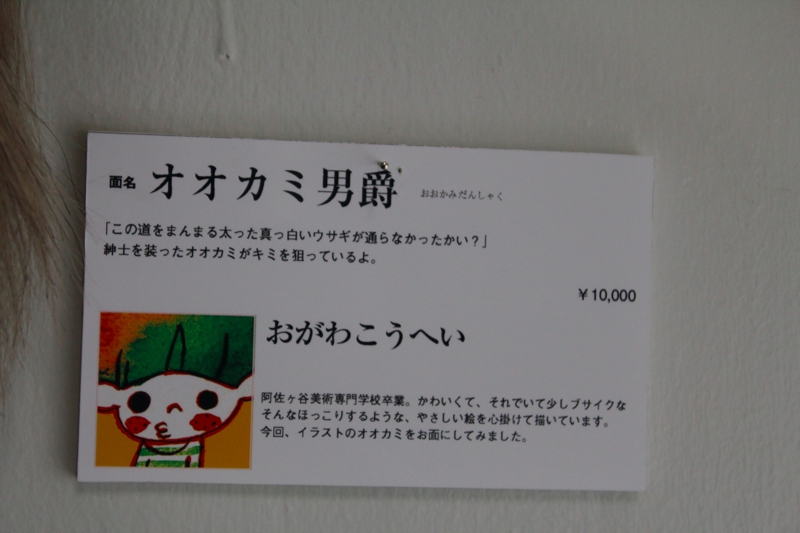 面名 オオカミ男爵 おおかみだんしゃく
「この道をまんまる太った真っ白いウサギが通らなかったかい？」
紳士を装ったオオカミがキミを狙っているよ。
￥10,000
おがわこうへい
阿佐ヶ谷美術専門学校卒業。かわいくて、それでいて少しブサイクな
そんなほっこりするような、やさしい絵を心掛けて描いています。
今回、イラストのオオカミをお面にしてみました。